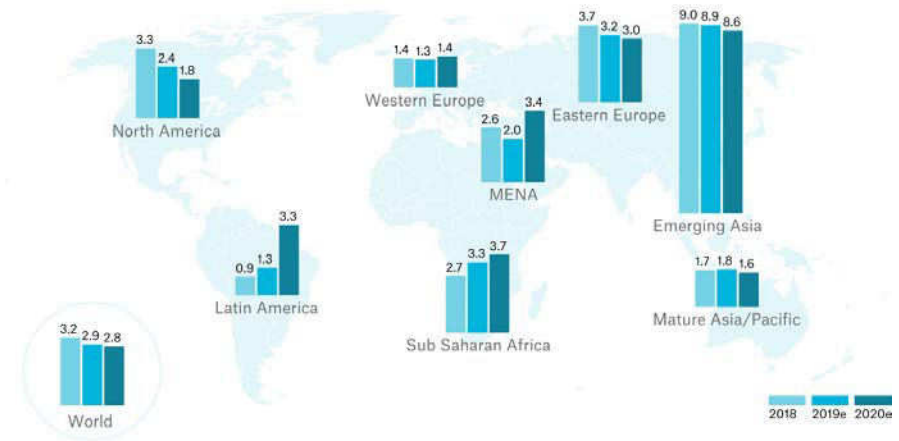 3.3
2.4
1.8
North America
1.4 1.3 1.4
Western Europe
3.7
3.2
3.0
Eastern Europe
9.0 8.9
8.6
Emerging Asia
2.6
2.0
3.4
MENA
0.9
1.3
3.3
Latin America
2.7
3.3
3.7
Sub Saharan Africa
1.7 1.8 1.6
Mature Asia/Pacific
3.2
2.9 2.8
World
2018 2019e 2020e